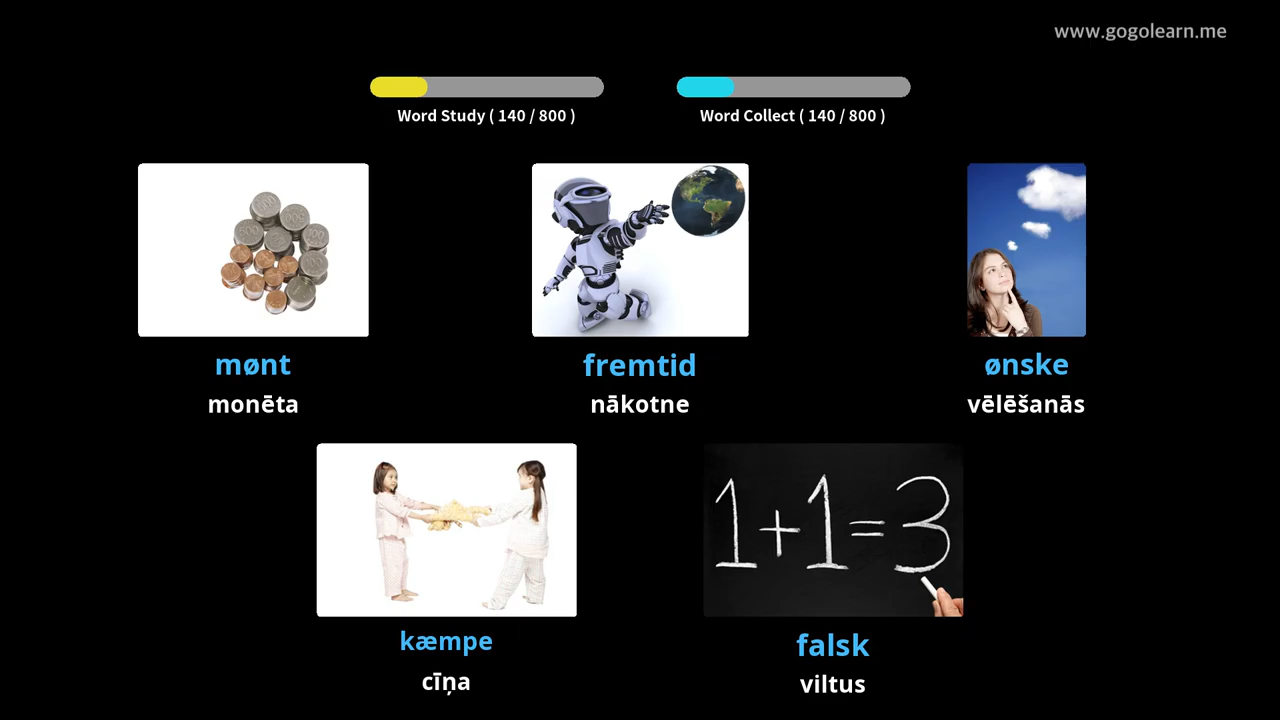 www.gogolearn.me
Word Study ( 140 / 800 )
Word Collect ( 140 / 800 )
mønt
monēta
fremtid
nākotne
ønske
vēlēšanās
1+1=3
kæmpe
cīņa
falsk
viltus